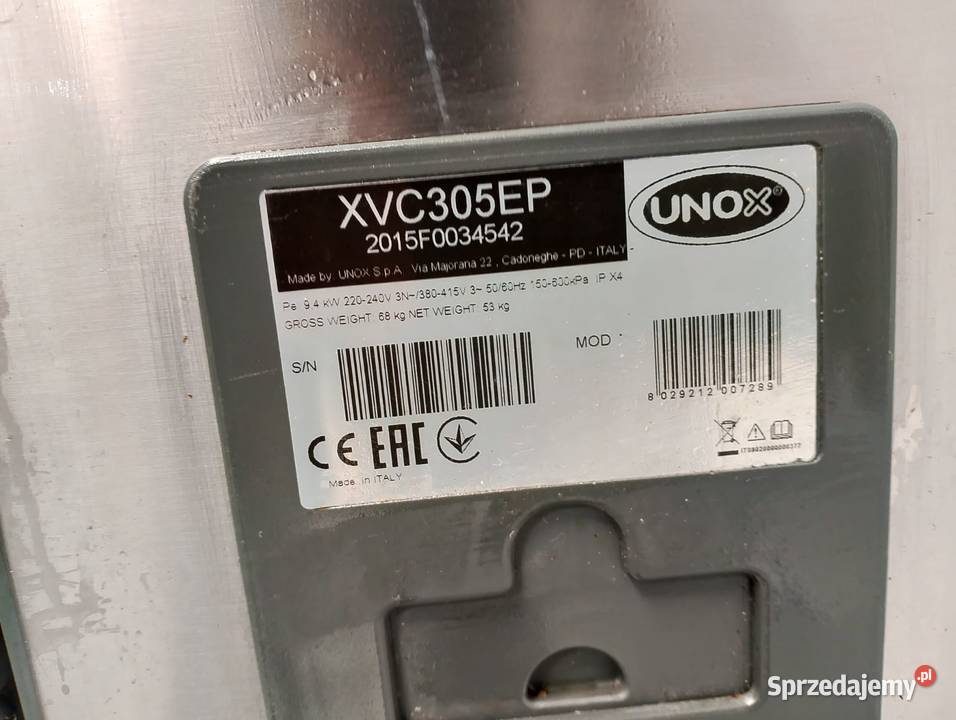 XVC305EP
2015F0034542
Made by: UNOX S.p.A. Via Majorana 22 , Cadoneghe - PD - ITALY -
UNOX®
Pe 9.4 kW 220-240V 3N~/380-415V 3~ 50/60Hz 150-600kPa IP X4
GROSS WEIGHT: 68 kg NET WEIGHT: 53 kg
S/N
MOD
8 029212 007289
CE EAC
Made in ITALY
Sprzedajemy.pl